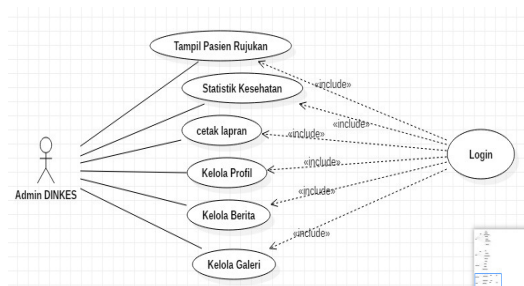 Tampil Pasien Rujukan
«include»
Statistik Kesehatan
«include»
cetak lapran
«include»
Login
«include»
Kelola Profil
Admin DINKES
«include»
Kelola Berita
«include»
Kelola Galeri